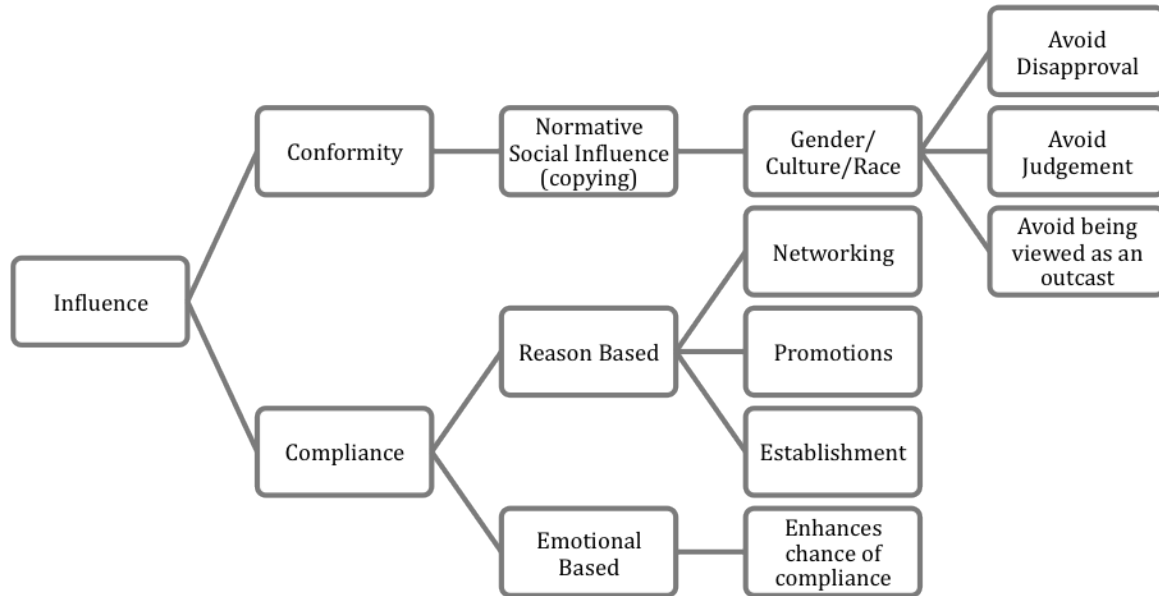 Influence
Conformity
Normative
Social Influence
(copying)
Gender/
Culture/Race
Avoid
Disapproval
Avoid
Judgement
Avoid being
viewed as an
outcast
Compliance
Reason Based
Networking
Promotions
Establishment
Emotional
Based
Enhances
chance of
compliance